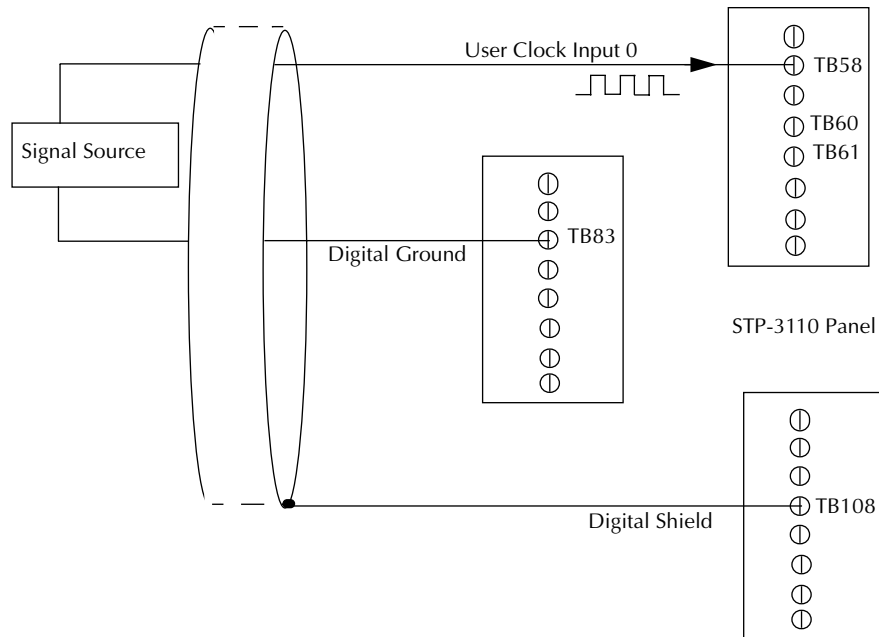 User Clock Input 0
TB58
TB60
Signal Source
TB61
TB83
Digital Ground
STP-3110 Panel
TB108
Digital Shield